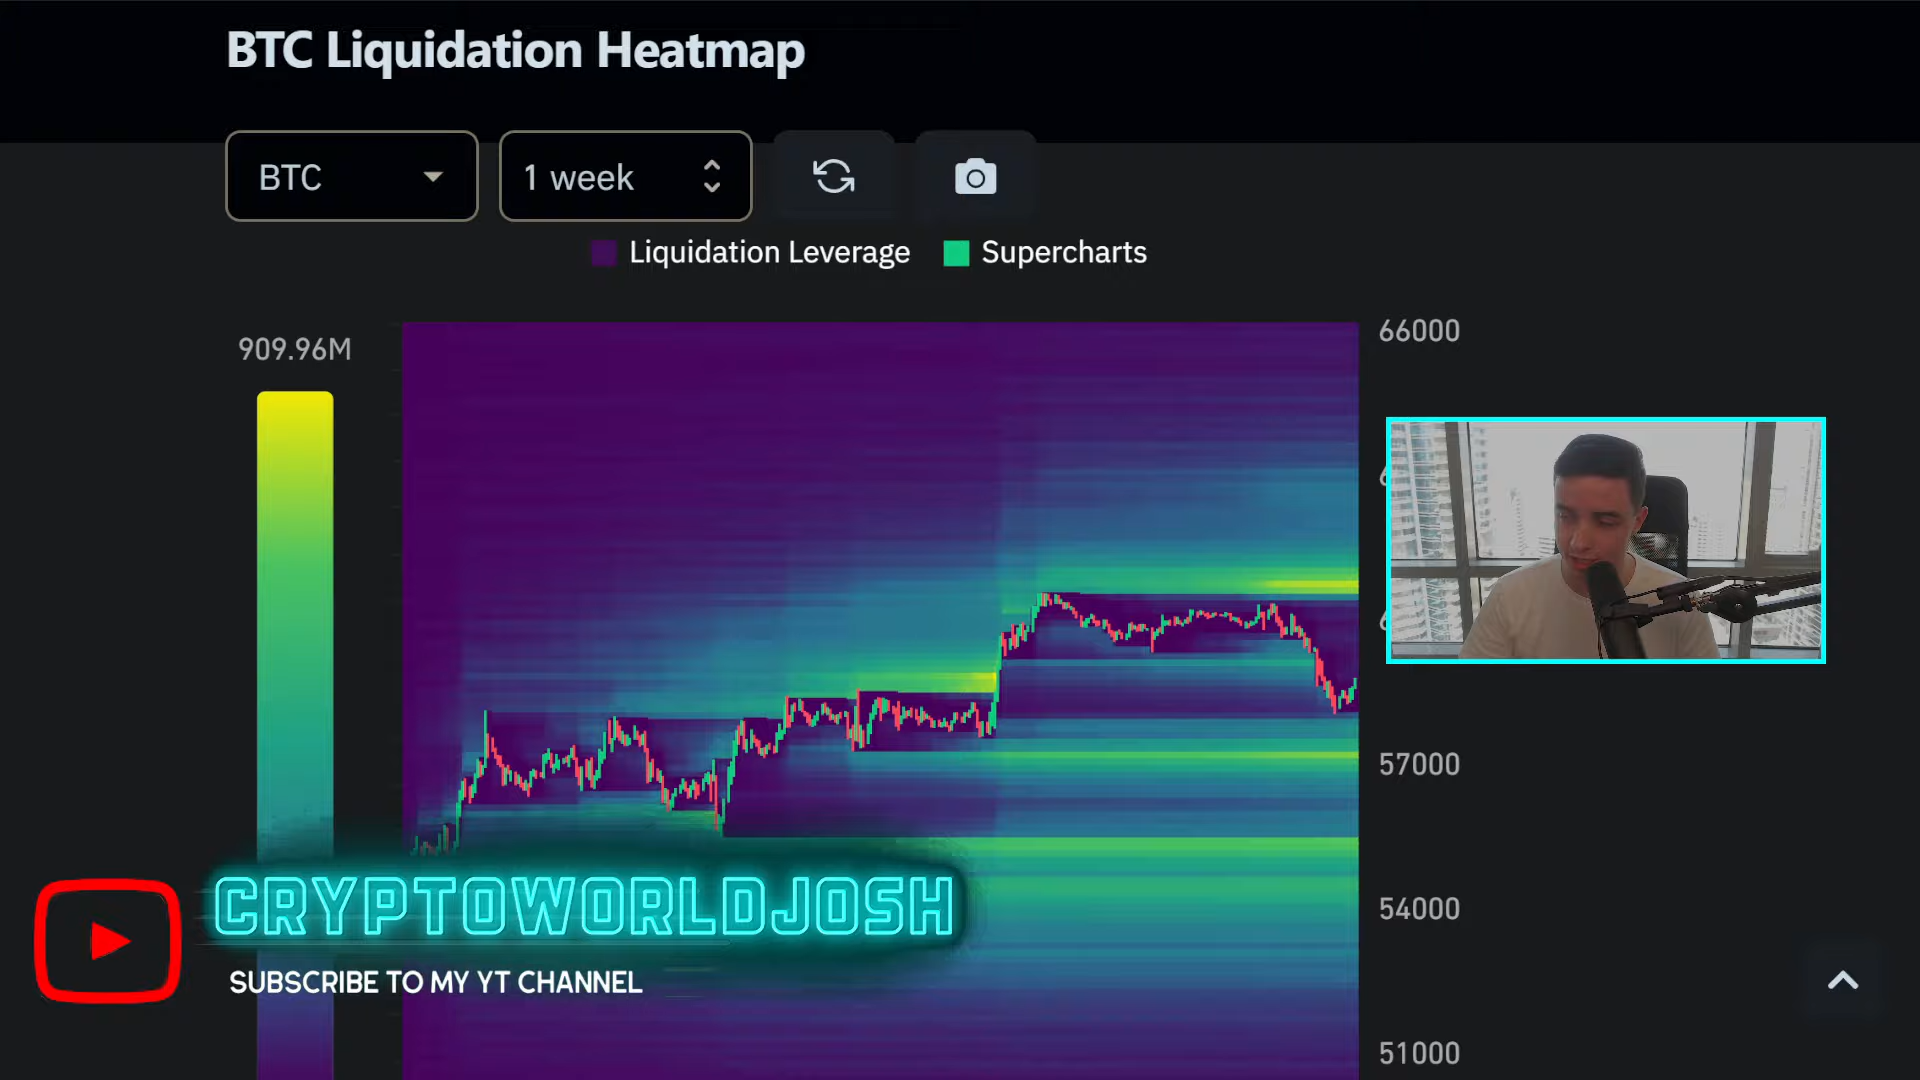 BTC Liquidation Heatmap
BTC
1 week
Liquidation Leverage
Supercharts
909.96M
66000
57000
54000
51000
CRYPTOWORLDJOSH
SUBSCRIBE TO MY YT CHANNEL